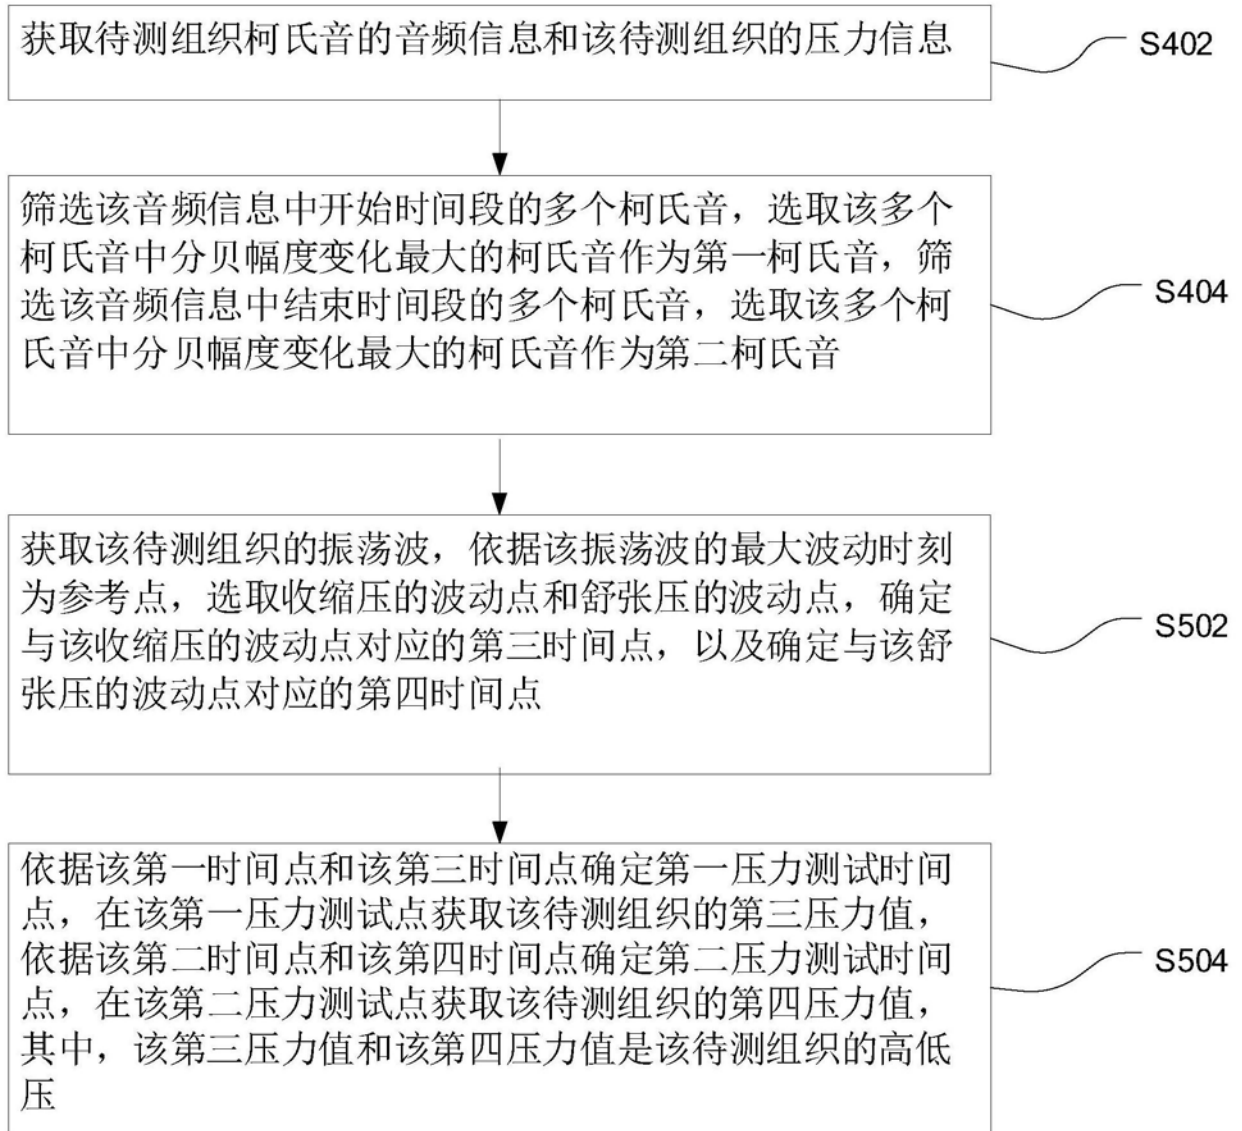 获取待测组织柯氏音的音频信息和该待测组织的压力信息
S402
筛选该音频信息中开始时间段的多个柯氏音，选取该多个
柯氏音中分贝幅度变化最大的柯氏音作为第一柯氏音，筛
选该音频信息中结束时间段的多个柯氏音，选取该多个柯
氏音中分贝幅度变化最大的柯氏音作为第二柯氏音
S404
获取该待测组织的振荡波，依据该振荡波的最大波动时刻
为参考点，选取收缩压的波动点和舒张压的波动点，确定
与该收缩压的波动点对应的第三时间点，以及确定与该舒
张压的波动点对应的第四时间点
S502
依据该第一时间点和该第三时间点确定第一压力测试时间
点，在该第一压力测试点获取该待测组织的第三压力值，
依据该第二时间点和该第四时间点确定第二压力测试时间
点，在该第二压力测试点获取该待测组织的第四压力值，
其中，该第三压力值和该第四压力值是该待测组织的高低
压
S504